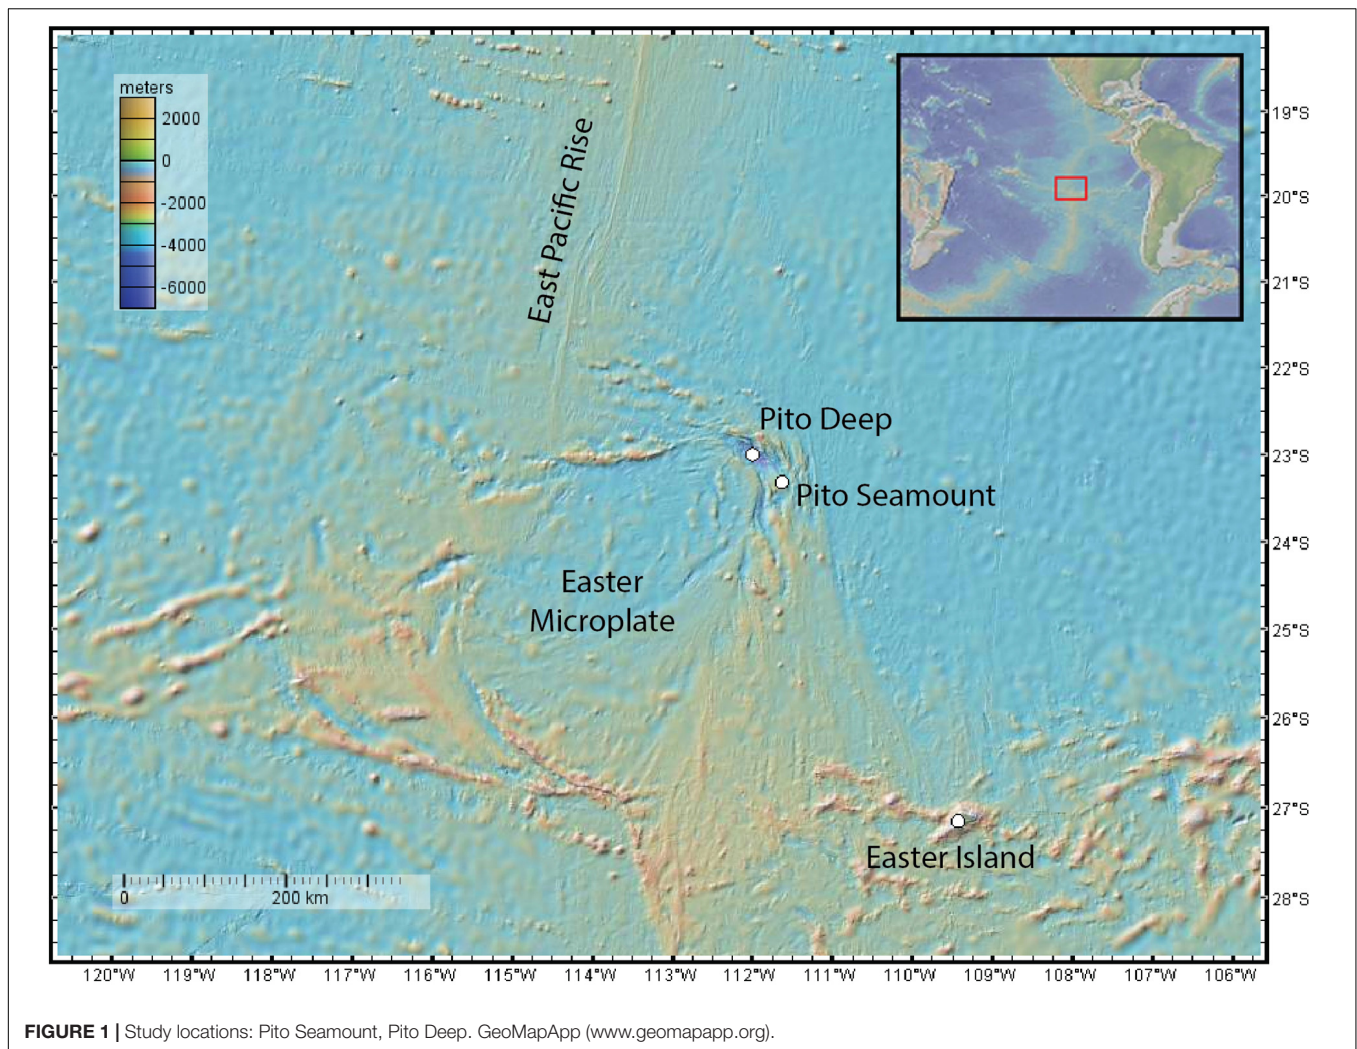 meters
2000
0
-2000
-4000
-6000
East Pacific Rise
19°S
20°S
21°S
22°S
23°S
24°S
25°S
26°S
27°S
28°S
Pito Deep
Pito Seamount
Easter
Microplate
Easter Island
0 200 km
120°W 119°W 118°W 117°W 116°W 115°W 114°W 113°W 112°W 111°W 110°W 109°W 108°W 107°W 106°W
FIGURE 1 | Study locations: Pito Seamount, Pito Deep. GeoMapApp (www.geomapapp.org).